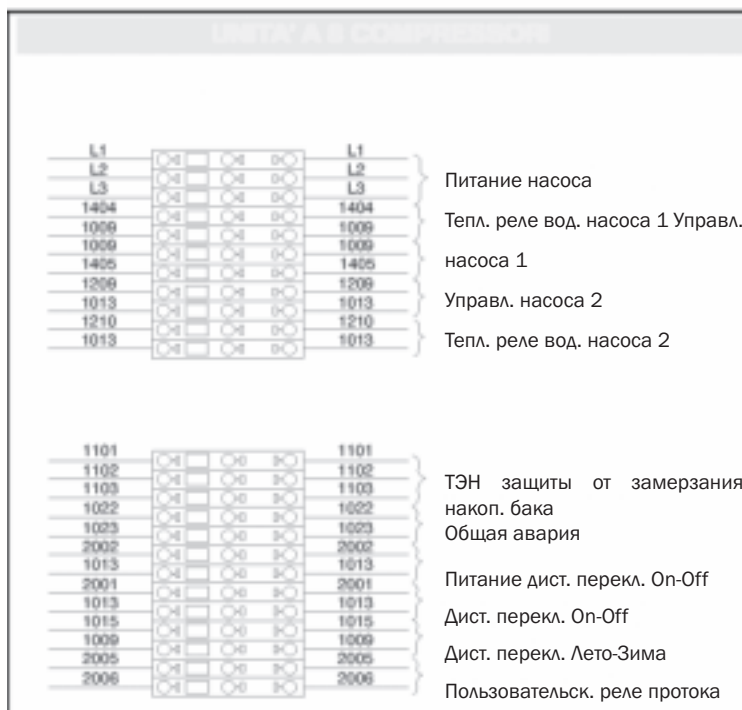 UNITA' A COMPRESSORI
L1 L1
L2 L2
L3 L3
Питание насоса
1404 1404
1009 1009
Тепл. реле вод. насоса 1 Управл.
1009 1009
1405 1405
насоса 1
1209 1209
1013 1013
Управл. насоса 2
1210 1210
1013 1013
Тепл. реле вод. насоса 2
1101 1101
1102 1102
1103 1103
ТЭН защиты от замерзания
накоп. бака
1022 1022
1023 1023
Общая авария
2002 2002
1013 1013
Питание дист. перекл. On-Off
2001 2001
1013 1013
Дист. перекл. On-Off
1015 1015
1009 1009
Дист. перекл. Лето-Зима
2005 2005
2006 2006
Пользовательск. реле протока